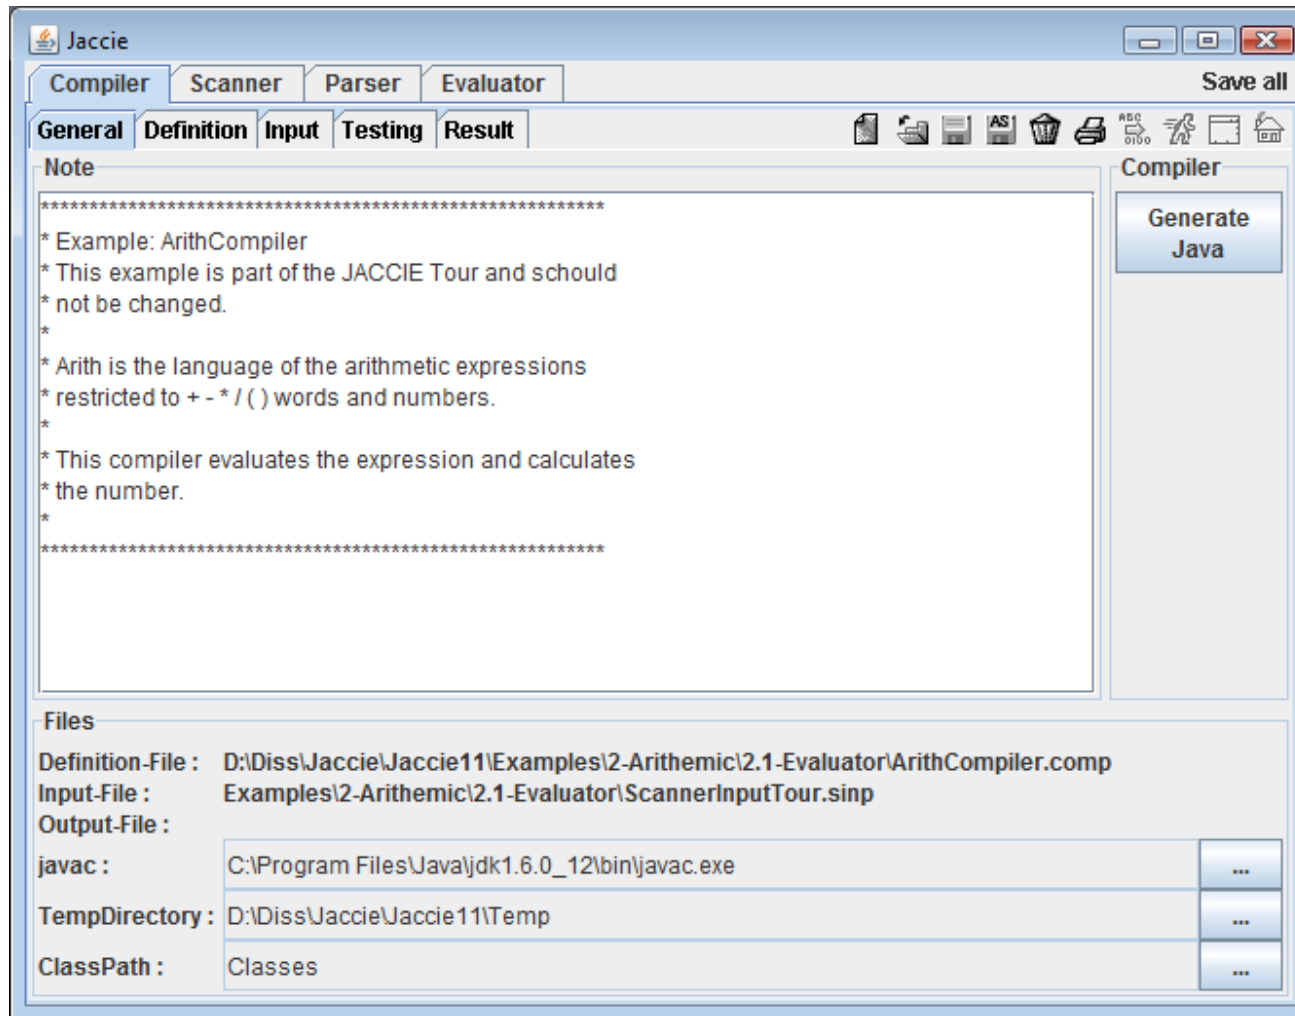 Jaccie
Compiler Scanner Parser Evaluator Save all
General Definition Input Testing Result AS
Note
Compiler
**********************************************************
* Example: ArithCompiler
* This example is part of the JACCIE Tour and schould
* not be changed.
*
* Arith is the language of the arithmetic expressions
* restricted to + - * / ( ) words and numbers.
*
* This compiler evaluates the expression and calculates
* the number.
*
**********************************************************
Generate
Java
Files
Definition-File : D:\Diss\Jaccie\Jaccie11\Examples\2-Arithemic\2.1-Evaluator\ArithCompiler.comp
Input-File : Examples\2-Arithemic\2.1-Evaluator\ScannerInputTour.sinp
Output-File :
javac : C:\Program Files\Java\jdk1.6.0_12\bin\javac.exe ...
TempDirectory : D:\Diss\Jaccie\Jaccie11\Temp ...
ClassPath : Classes ...